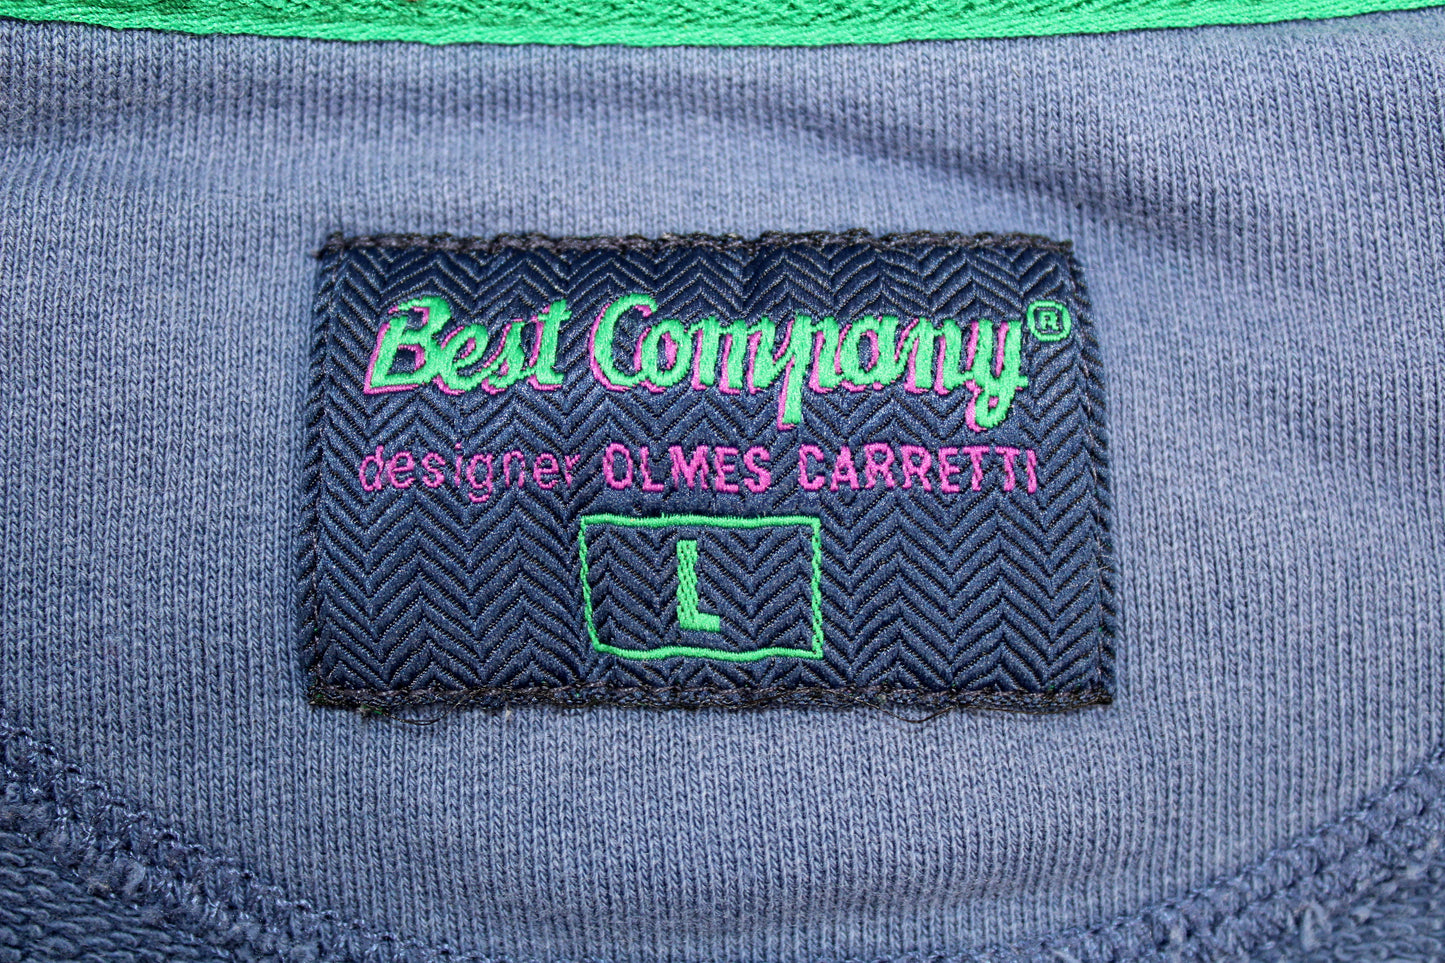 Best Company®
designer OLMES CARRETTI
L